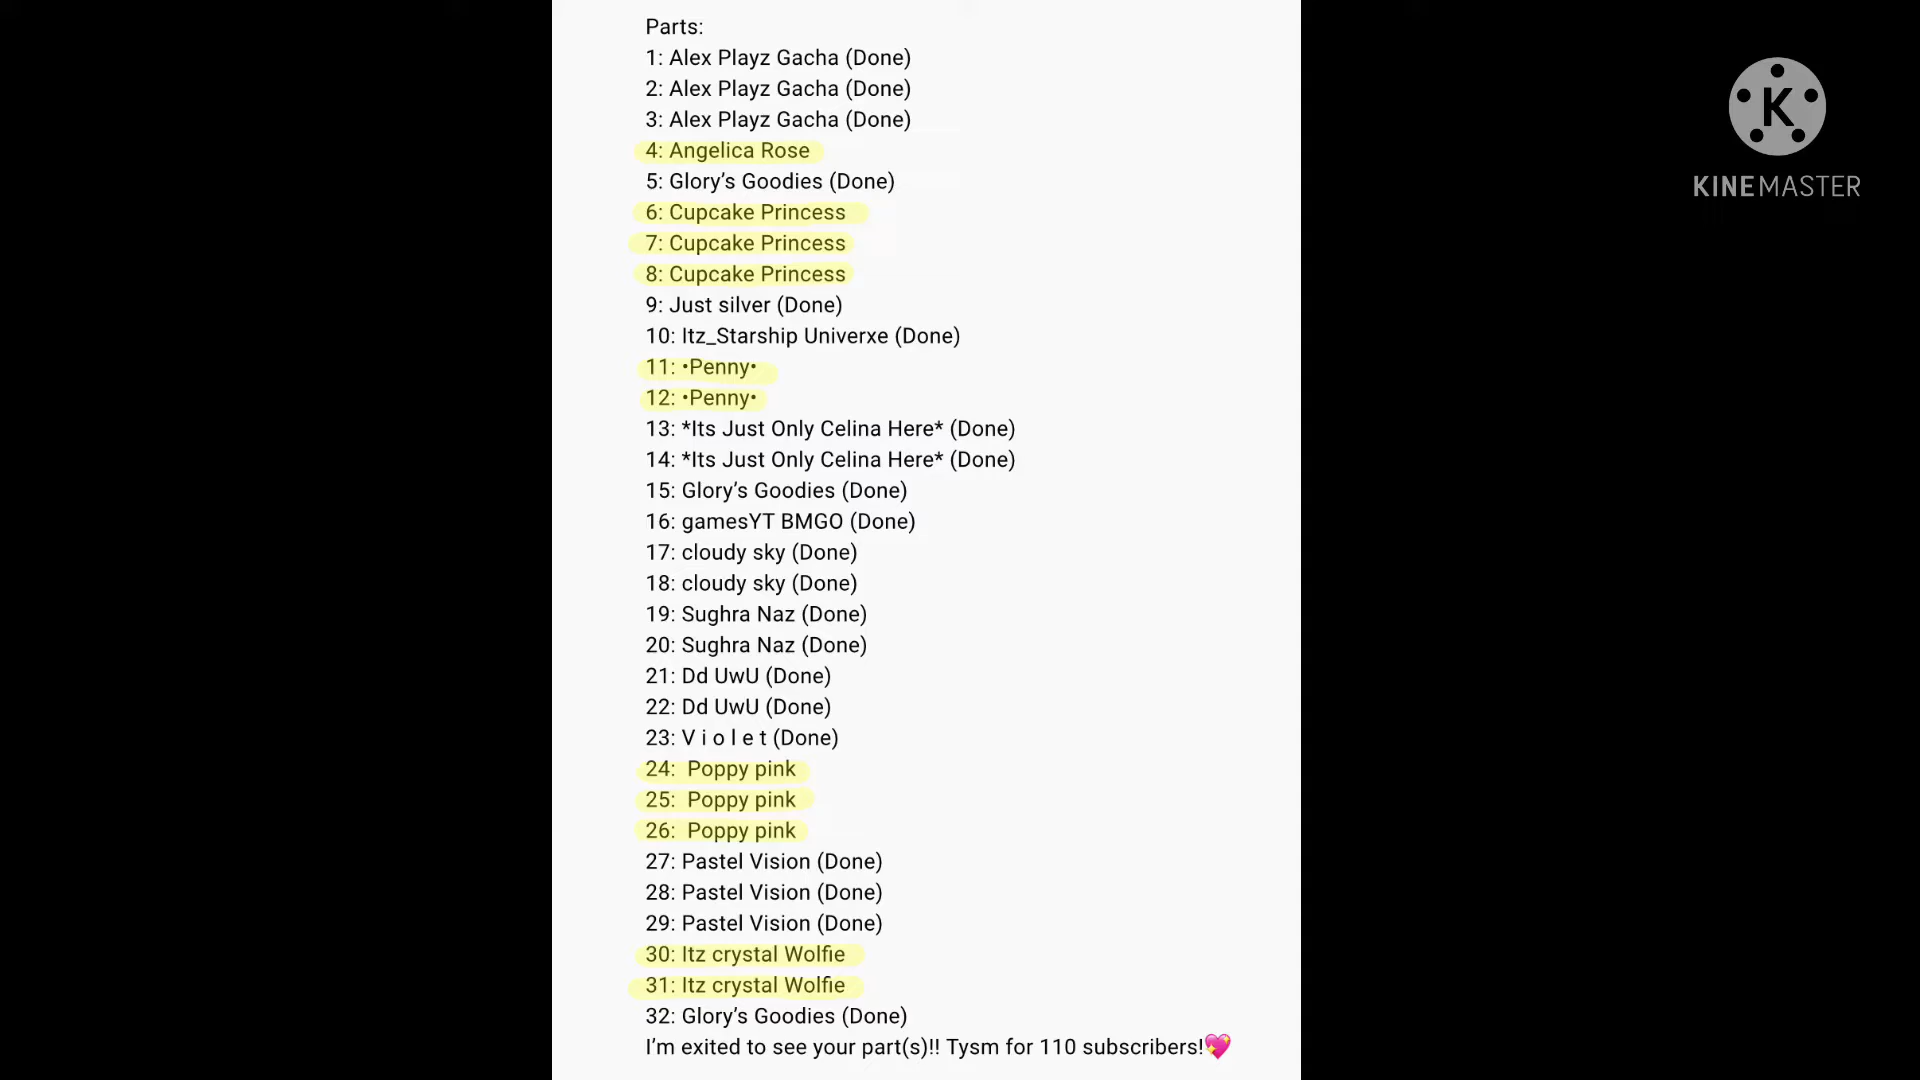 Parts:
1: Alex Playz Gacha (Done)
2: Alex Playz Gacha (Done)
3: Alex Playz Gacha (Done)
4: Angelica Rose
5: Glory’s Goodies (Done)
6: Cupcake Princess
7: Cupcake Princess
8: Cupcake Princess
9: Just silver (Done)
10: Itz_Starship Univerxe (Done)
11: •Penny•
12: •Penny•
13: *Its Just Only Celina Here* (Done)
14: *Its Just Only Celina Here* (Done)
15: Glory’s Goodies (Done)
16: gamesYT BMGO (Done)
17: cloudy sky (Done)
18: cloudy sky (Done)
19: Sughra Naz (Done)
20: Sughra Naz (Done)
21: Dd UwU (Done)
22: Dd UwU (Done)
23: V i o l e t (Done)
24:  Poppy pink
25:  Poppy pink
26:  Poppy pink
27: Pastel Vision (Done)
28: Pastel Vision (Done)
29: Pastel Vision (Done)
30: Itz crystal Wolfie
31: Itz crystal Wolfie
32: Glory’s Goodies (Done)
I’m exited to see your part(s)!! Tysm for 110 subscribers!💖
K
KINEMASTER